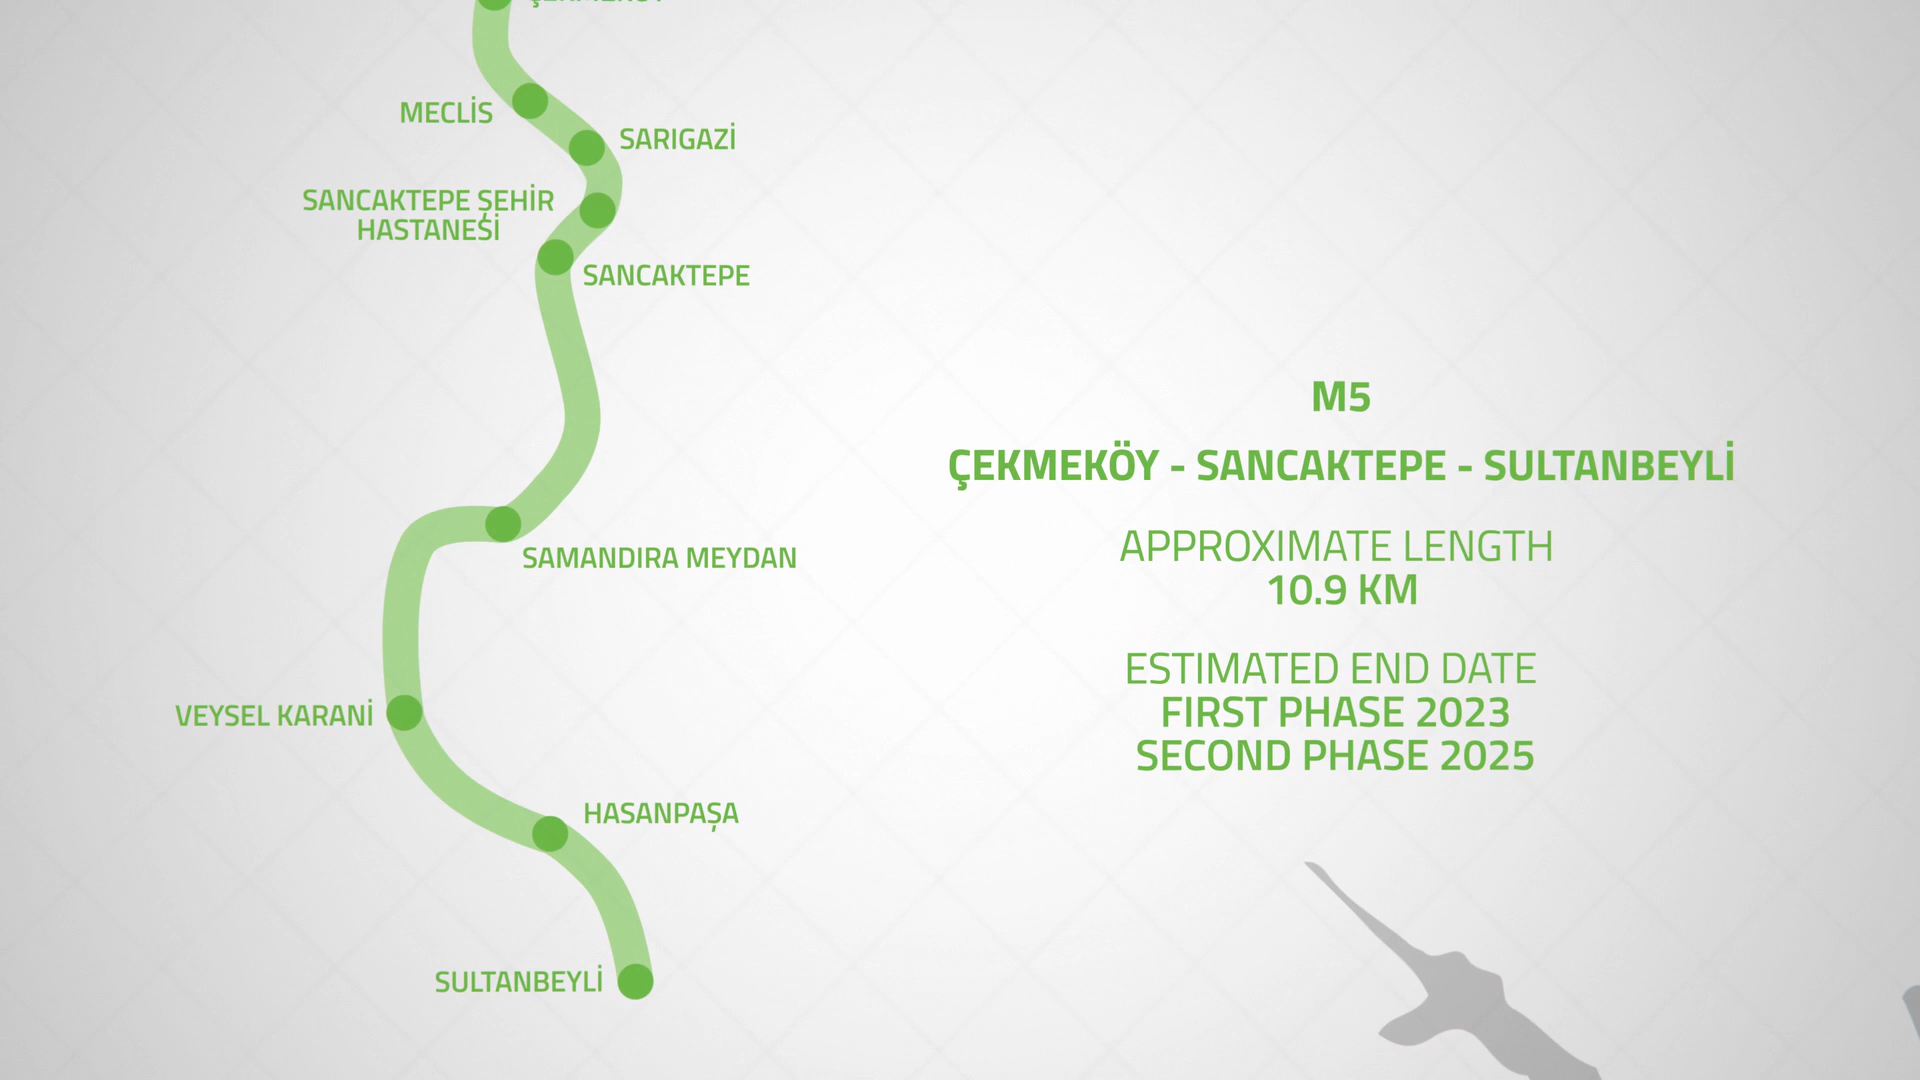 ÇEKMEKÖY
MECLİS
SARIGAZİ
SANCAKTEPE ŞEHİR
HASTANESİ
SANCAKTEPE
SAMANDIRA MEYDAN
VEYSEL KARANİ
HASANPAŞA
SULTANBEYLİ
M5
ÇEKMEKÖY - SANCAKTEPE - SULTANBEYLİ
APPROXIMATE LENGTH
10.9 KM
ESTIMATED END DATE
FIRST PHASE 2023
SECOND PHASE 2025